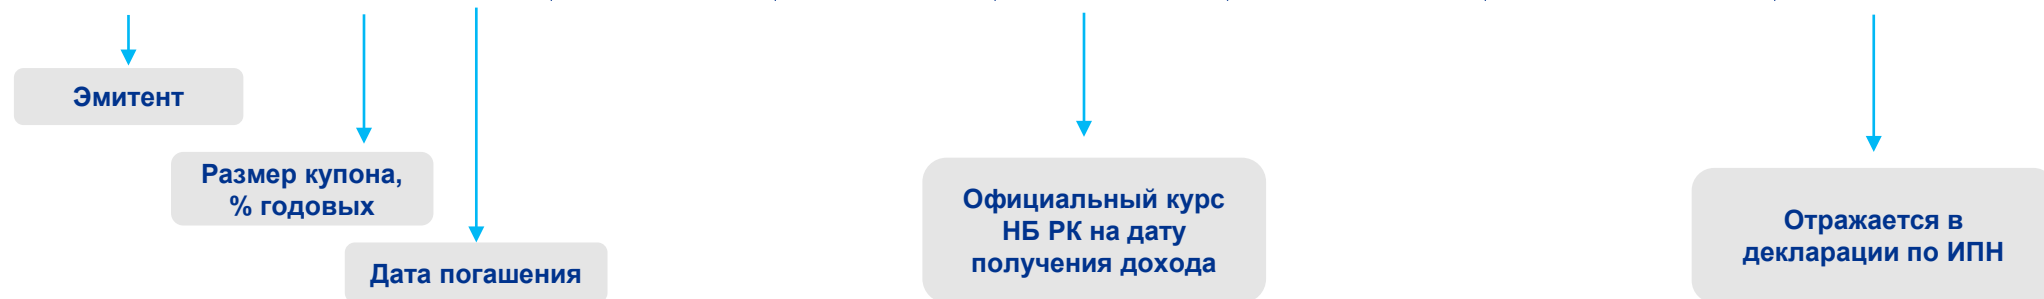 Эмитент
Размер купона,
% годовых
Дата погашения
Официальный курс
НБ РК на дату
получения дохода
Отражается в
декларации по ИПН